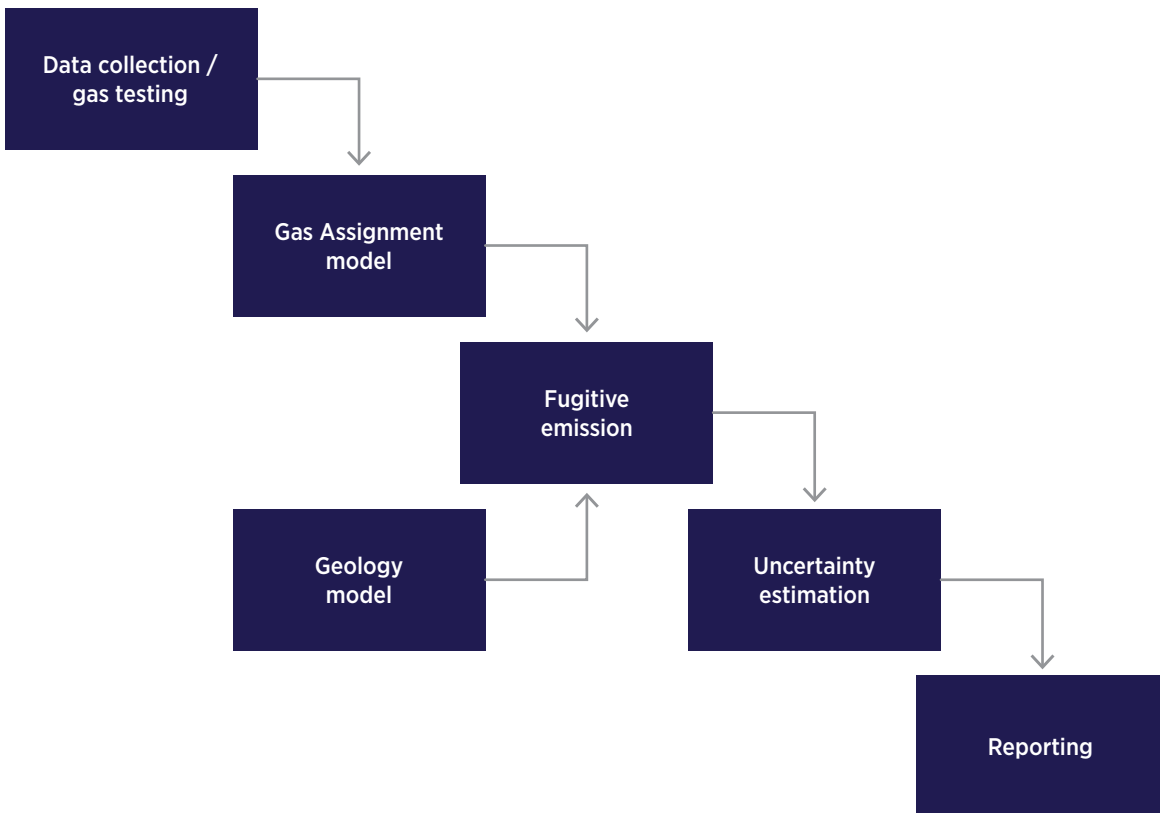 Data collection /
gas testing
Gas Assignment
model
Fugitive
emission
Geology
model
Uncertainty
estimation
Reporting